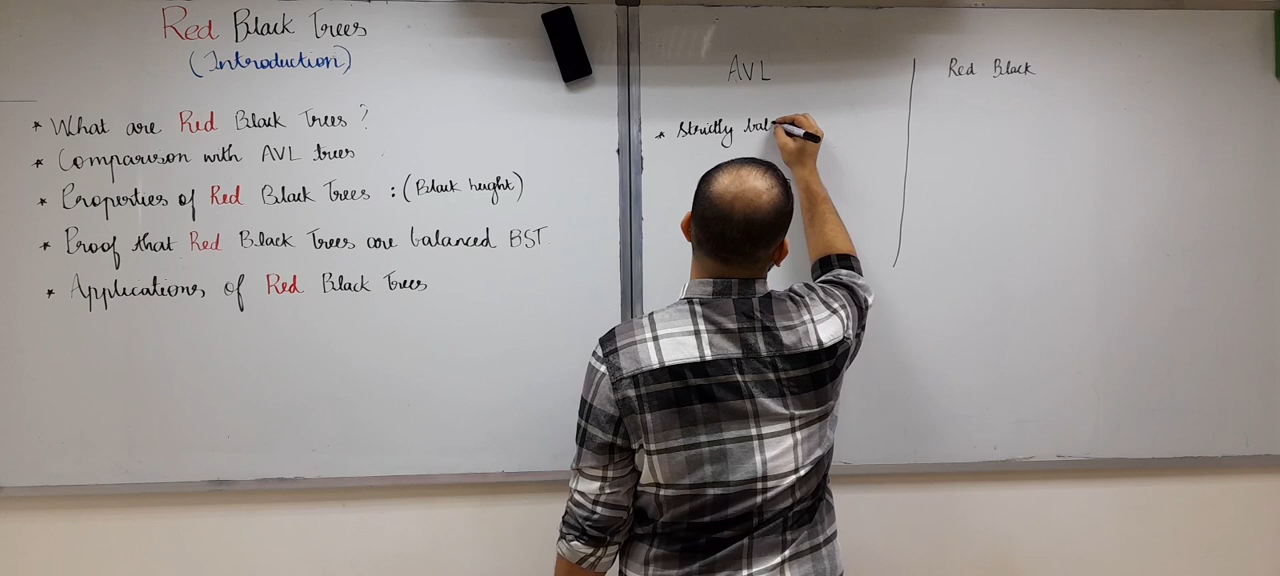 Red Black Trees
(Introduction)
* What are Red Black Trees ?
* Comparison with AVL trees
* Properties of Red Black Trees : (Black height)
* Proof that Red Black Trees are balanced BST.
* Applications of Red Black Trees
AVL
* Strictly bal
Red Black